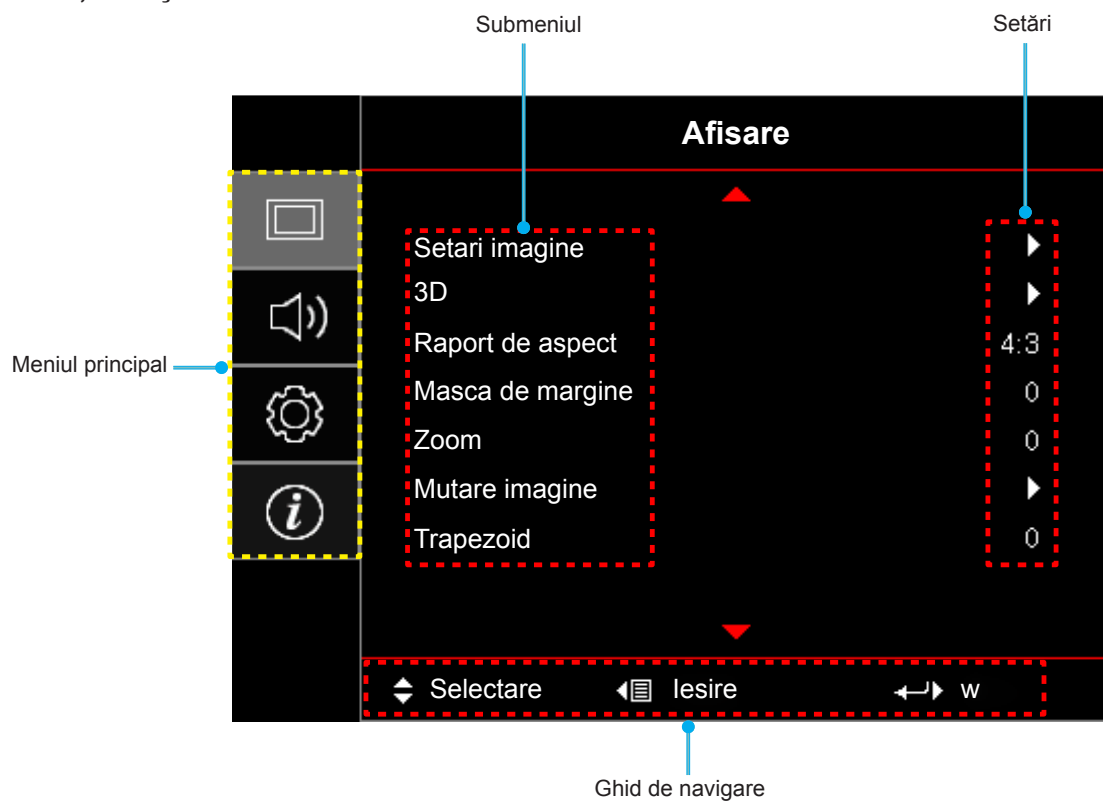 Submeniul Setări
Afisare
Setari imagine
3D
Raport de aspect 4:3
Meniul principal
Masca de margine 0
Zoom 0
Mutare imagine
Trapezoid 0
Selectare Iesire w
Ghid de navigare